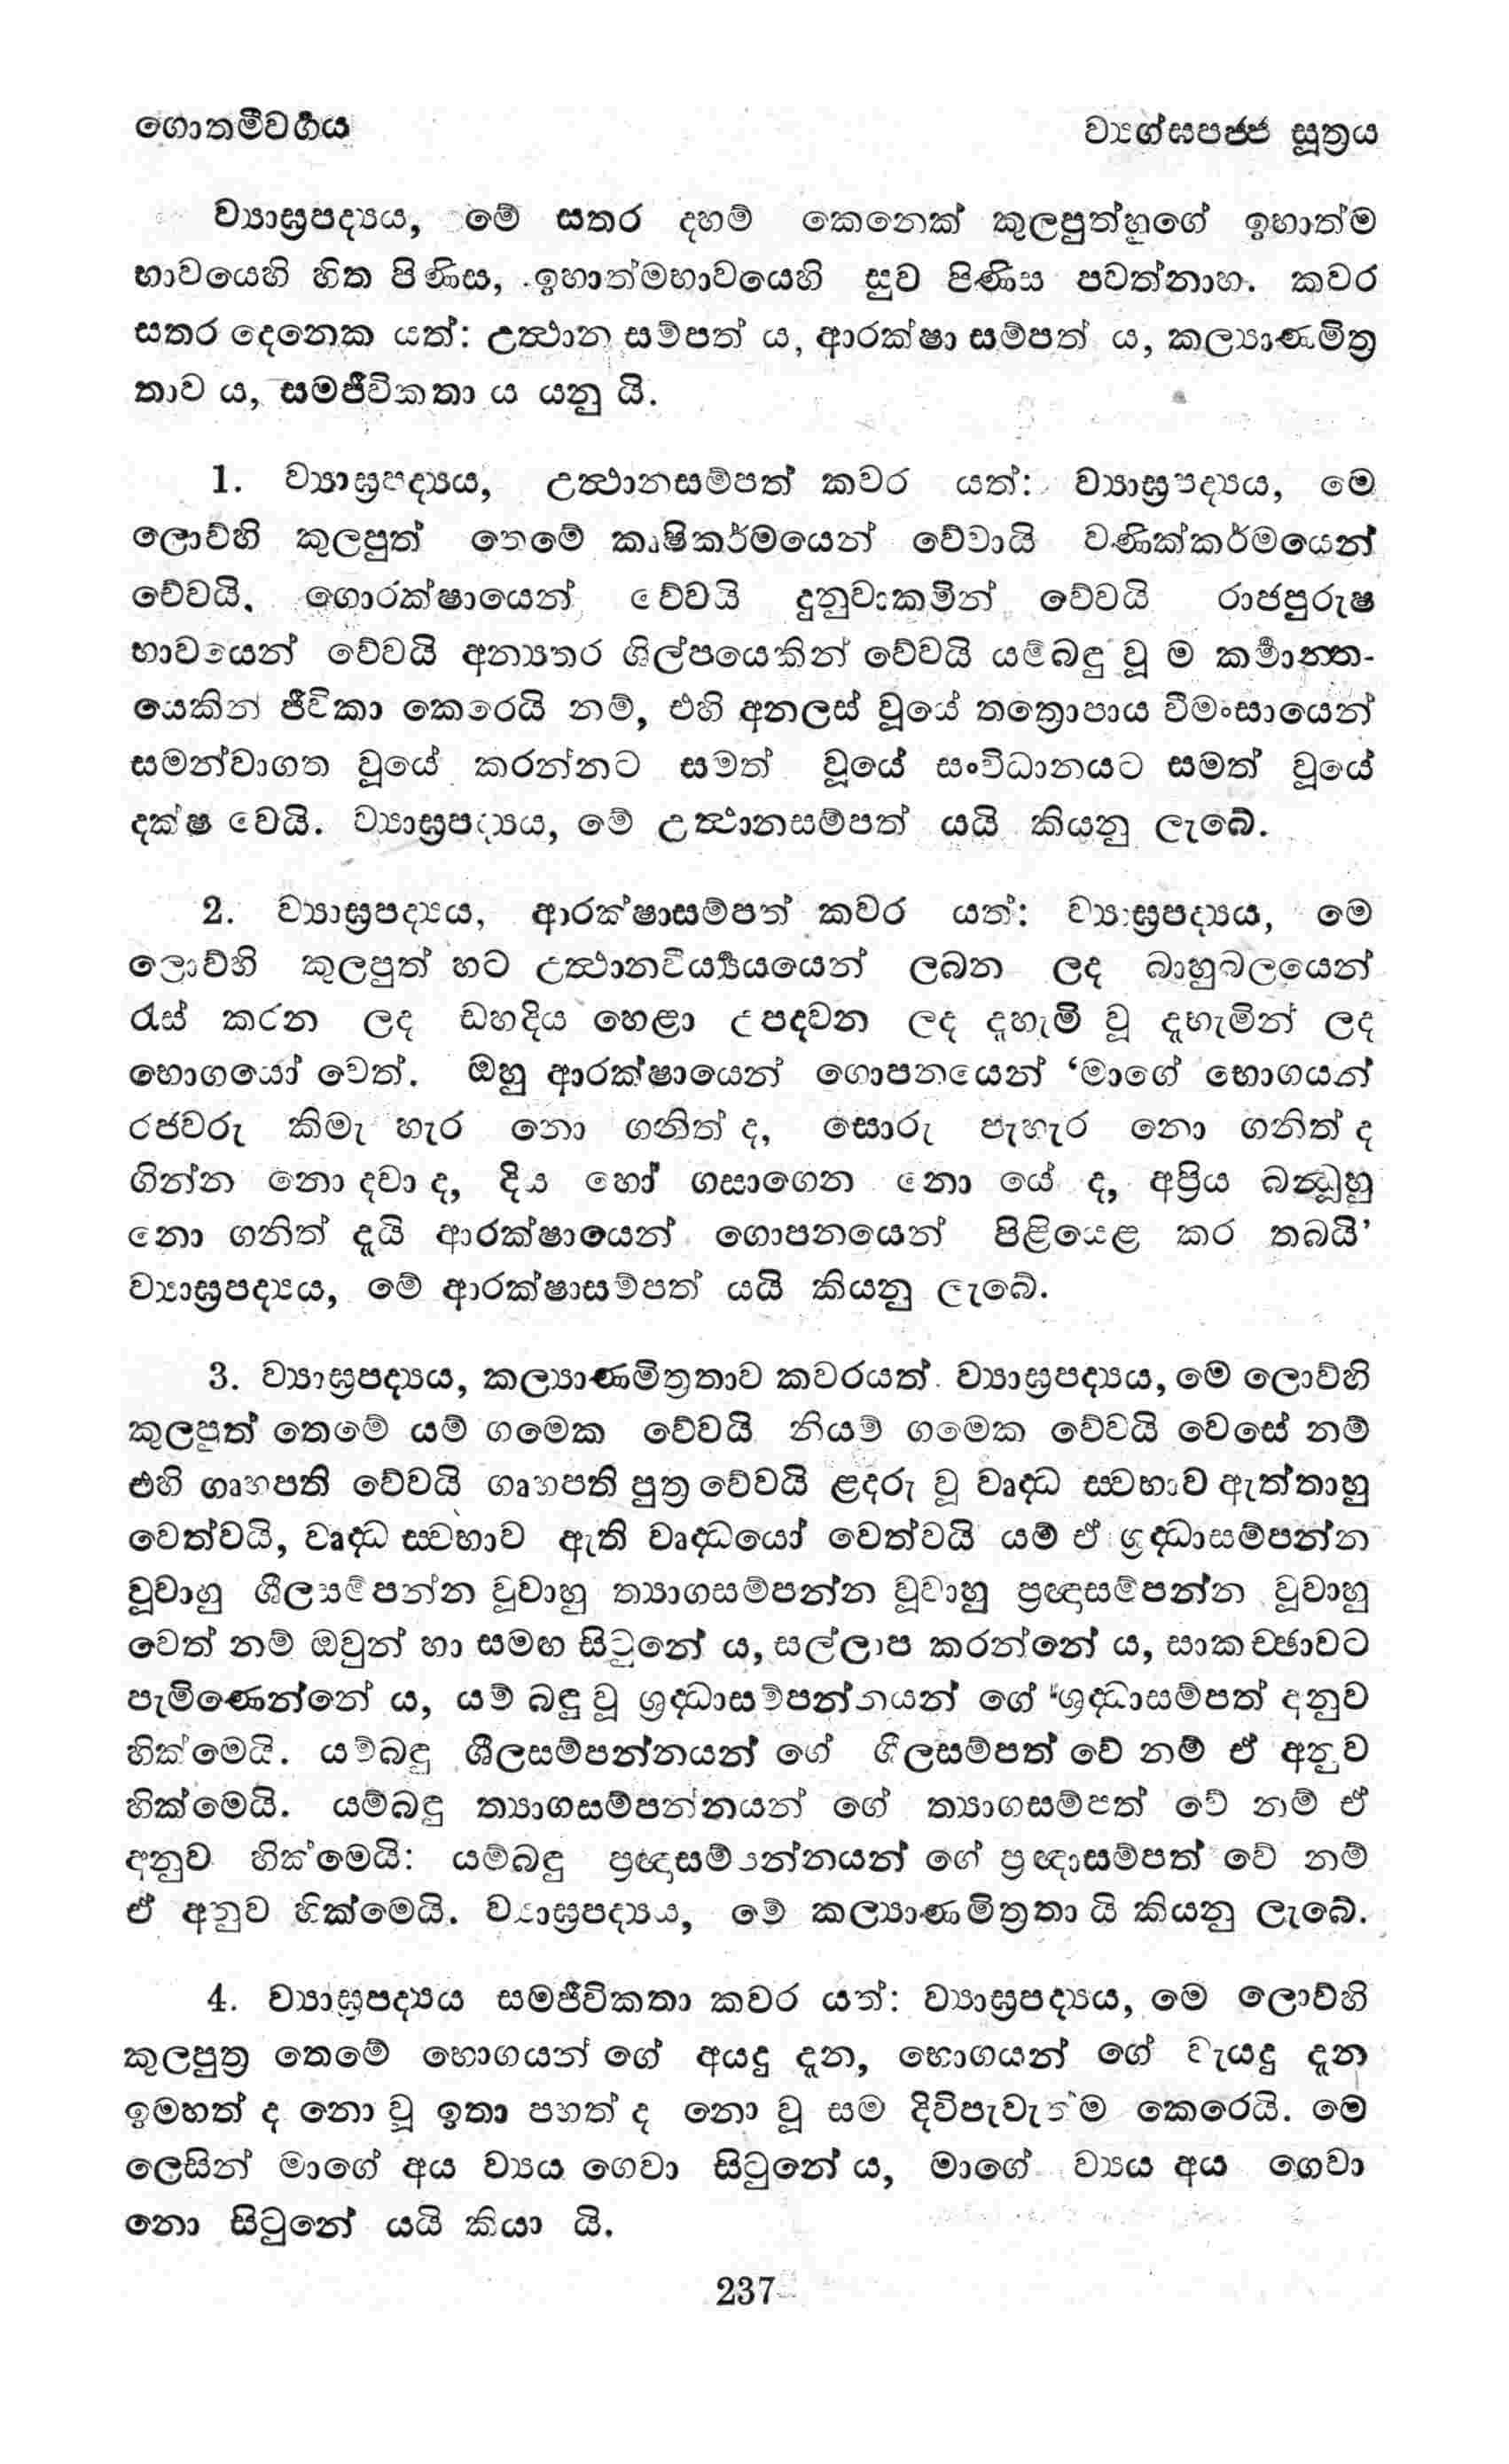 ගොතමීවර්‍ගය
ව්‍යග්ඝපජ්ජ සූත්‍රය
ව්‍යාඝ්‍රපද්‍යය, මේ සතර දහම් කෙනෙක් කුලපුත්හුගේ ඉහාත්ම
භාවයෙහි හිත පිණිස, ඉහාත්මභාවයෙහි සුව පිණිස පවත්නාහ. කවර
සතර දෙනෙක යත්: උත්‍ථාන සම්පත් ය, ආරක්ෂා සම්පත් ය, කල්‍යාණමිත්‍ර
තාව ය, සමජීවිකතා ය යනු යි.
1. ව්‍යාඝ්‍රපද්‍යය, උත්‍ථානසම්පත් කවර යත්: ව්‍යාඝ්‍රපද්‍යය, මෙ
ලොව්හි කුලපුත් තෙමේ කෘෂිකර්මයෙන් වේවායි වණික්කර්මයෙන්
වේවයි. ගොරක්ෂායෙන් වේවයි දුනුවාකමින් වේවයි රාජපුරුෂ
භාවයෙන් වේවයි අන්‍යතර ශිල්පයෙකින් වේවයි යම්බඳු වූ ම කර්‍මාන්ත-
යෙකින් ජීවිකා කෙරෙයි නම්, එහි අනලස් වූයේ තත්‍රොපාය වීමංසායෙන්
සමන්වාගත වූයේ කරන්නට සමත් වූයේ සංවිධානයට සමත් වූයේ
දක්ෂ වෙයි. ව්‍යාඝ්‍රපද්‍යය, මේ උත්‍ථානසම්පත් යයි කියනු ලැබේ.
2. ව්‍යාඝ්‍රපද්‍යය, ආරක්ෂාසම්පත් කවර යත්: ව්‍යාඝ්‍රපද්‍යය, මෙ
ලොව්හි කුලපුත් හට උත්‍ථානවීර්‍ය්‍යයයෙන් ලබන ලද බාහුබලයෙන්
රැස් කරන ලද ඩහදිය හෙළා උපදවන ලද දැහැමි වූ දැහැමින් ලද
භොගයෝ වෙත්. ඔහු ආරක්ෂායෙන් ගොපනයෙන් ‘මාගේ භොගයන්
රජවරු කිමැ හැර නො ගනිත් ද, සොරු පැහැර නො ගනිත් ද
ගින්න නො දවා ද, දිය හෝ ගසාගෙන නො යේ ද, අප්‍රිය බන්‍ධූහු
නො ගනිත් දැයි ආරක්ෂායෙන් ගොපනයෙන් පිළියෙළ කර තබයි’
ව්‍යාඝ්‍රපද්‍යය, මේ ආරක්ෂාසම්පත් යයි කියනු ලැබේ.
3. ව්‍යාඝ්‍රපද්‍යය, කල්‍යාණමිත්‍රතාව කවරයත්. ව්‍යාඝ්‍රපද්‍යය, මෙ ලොව්හි
කුලපුත් තෙමේ යම් ගමෙක වේවයි නියම් ගමෙක වේවයි වෙසේ නම්
එහි ගෘහපති වේවයි ගෘහපති පුත්‍ර වේවයි ළදරු වූ වෘද්‍ධ ස්වභාව ඇත්තාහු
වෙත්වයි, වෘද්‍ධ ස්වභාව ඇති වෘද්‍ධයෝ වෙත්වයි යම් ඒ ශ්‍රද්‍ධාසම්පන්න
වූවාහු ශීලසම්පන්න වූවාහු ත්‍යාගසම්පන්න වූවාහු ප්‍රඥාසම්පන්න වූවාහු
වෙත් නම් ඔවුන් හා සමඟ සිටුනේ ය, සල්ලාප කරන්නේ ය, සාකච්ඡාවට
පැමිණෙන්නේ ය, යම් බඳු වූ ශ්‍රද්‍ධාසම්පන්නයන් ගේ ශ්‍රද්‍ධාසම්පත් අනුව
හික්මෙයි. යම්බඳු ශීලසම්පන්නයන් ගේ ශීලසම්පත් වේ නම් ඒ අනුව
හික්මෙයි. යම්බඳු ත්‍යාගසම්පන්නයන් ගේ ත්‍යාගසම්පත් වේ නම් ඒ
අනුව හික්මෙයි: යම්බඳු ප්‍රඥාසම්පන්නයන් ගේ ප්‍රඥාසම්පත් වේ නම්
ඒ අනුව හික්මෙයි. ව්‍යාඝ්‍රපද්‍යය, මේ කල්‍යාණමිත්‍රතා යි කියනු ලැබේ.
4. ව්‍යාඝ්‍රපද්‍යය සමජීවිකතා කවර යත්: ව්‍යාඝ්‍රපද්‍යය, මෙ ලොව්හි
කුලපුත්‍ර තෙමේ භොගයන් ගේ අයදු දැන, භොගයන් ගේ වැයදු දැන
ඉමහත් ද නො වූ ඉතා පහත් ද නො වූ සම දිවිපැවැත්ම කෙරෙයි. මෙ
ලෙසින් මාගේ අය ව්‍යය ගෙවා සිටුනේ ය, මාගේ ව්‍යය අය ගෙවා
නො සිටුනේ යයි කියා යි.
237